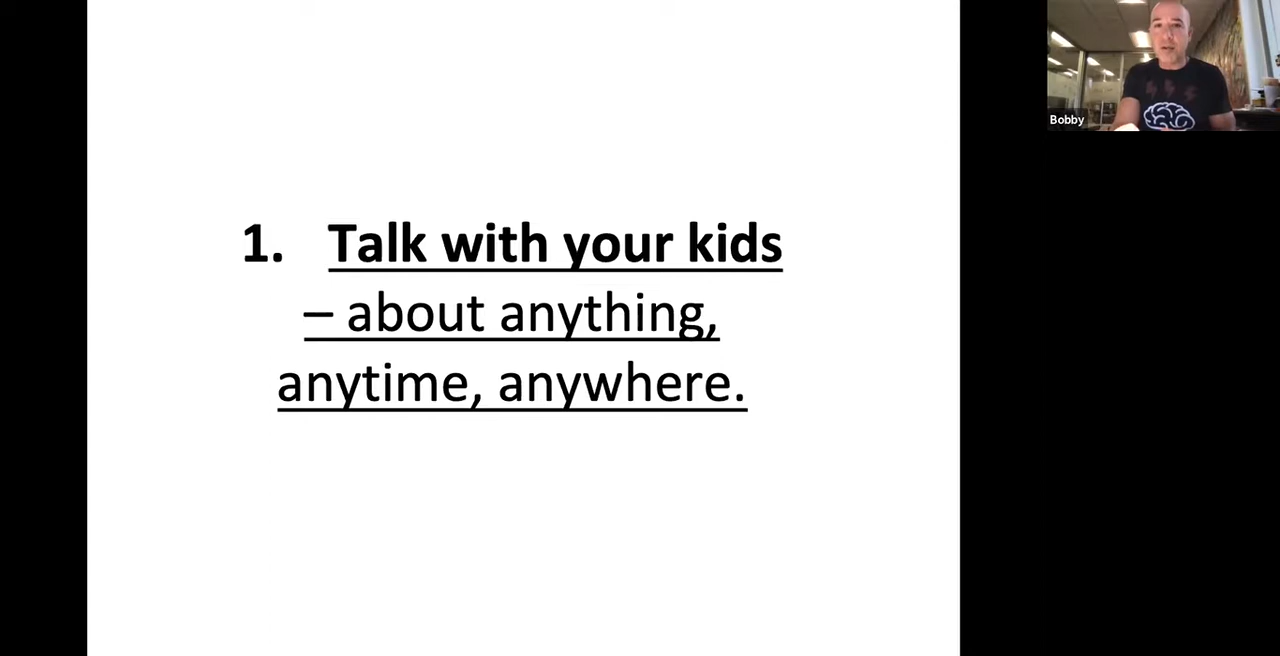 1. Talk with your kids
– about anything,
anytime, anywhere.
Bobby